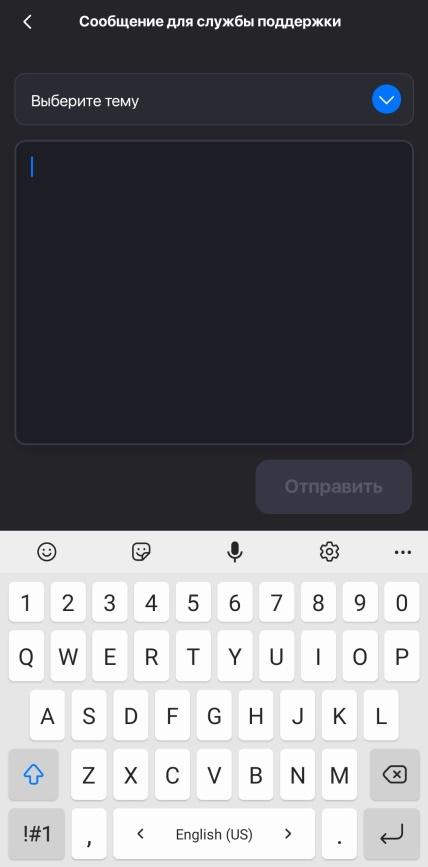 Сообщение для службы поддержки
Выберите тему
Отправить
1 2 3 4 5 6 7 8 9 0
Q W E R T Y U I O P
A S D F G H J K L
Z X C V B N M
!#1 , < English (US) > .